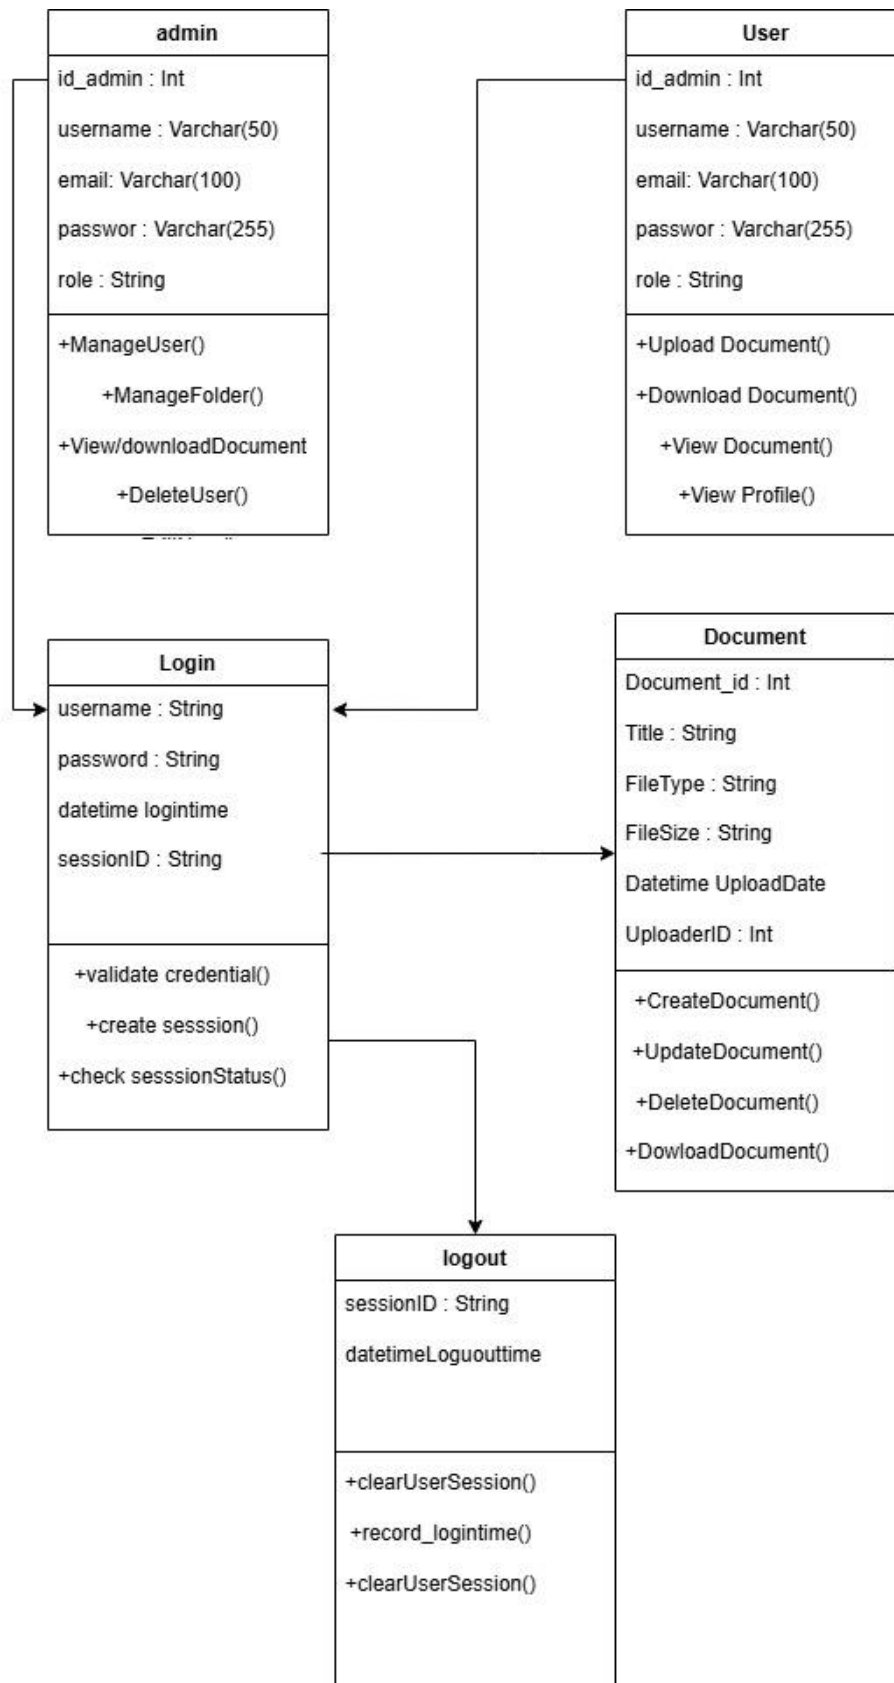 admin
id_admin : Int
username : Varchar(50)
email: Varchar(100)
passwor : Varchar(255)
role : String
+ManageUser()
+ManageFolder()
+View/downloadDocument
+DeleteUser()
User
id_admin : Int
username : Varchar(50)
email: Varchar(100)
passwor : Varchar(255)
role : String
+Upload Document()
+Download Document()
+View Document()
+View Profile()
Login
username : String
password : String
datetime logintime
sessionID : String
+validate credential()
+create sesssion()
+check sesssionStatus()
Document
Document_id : Int
Title : String
FileType : String
FileSize : String
Datetime UploadDate
UploaderID : Int
+CreateDocument()
+UpdateDocument()
+DeleteDocument()
+DowloadDocument()
logout
sessionID : String
datetimeLoguouttime
+clearUserSession()
+record_logintime()
+clearUserSession()